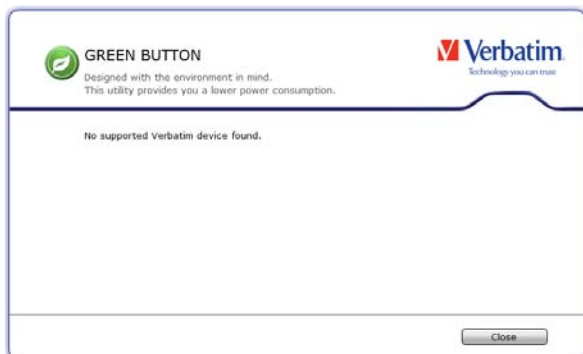 GREEN BUTTON
Designed with the environment in mind.
This utility provides you a lower power consumption.
Verbatim.
Technology you can trust
No supported Verbatim device found.
Close